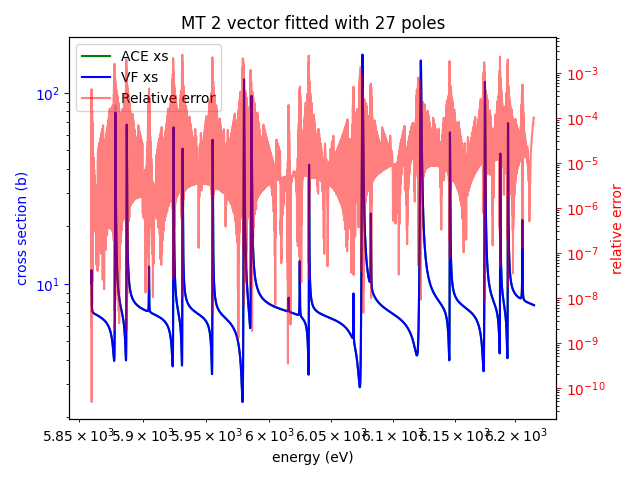 MT 2 vector fitted with 27 poles
ACE xs
VF xs
Relative error
cross section (b)
10²
10¹
relative error
10⁻³
10⁻⁴
10⁻⁵
10⁻⁶
10⁻⁷
10⁻⁸
10⁻⁹
10⁻¹⁰
5.85 × 10³ 5.9 × 10³ 5.95 × 10³ 6 × 10³ 6.05 × 10³ 6.1 × 10³ 6.15 × 10³ 6.2 × 10³
energy (eV)